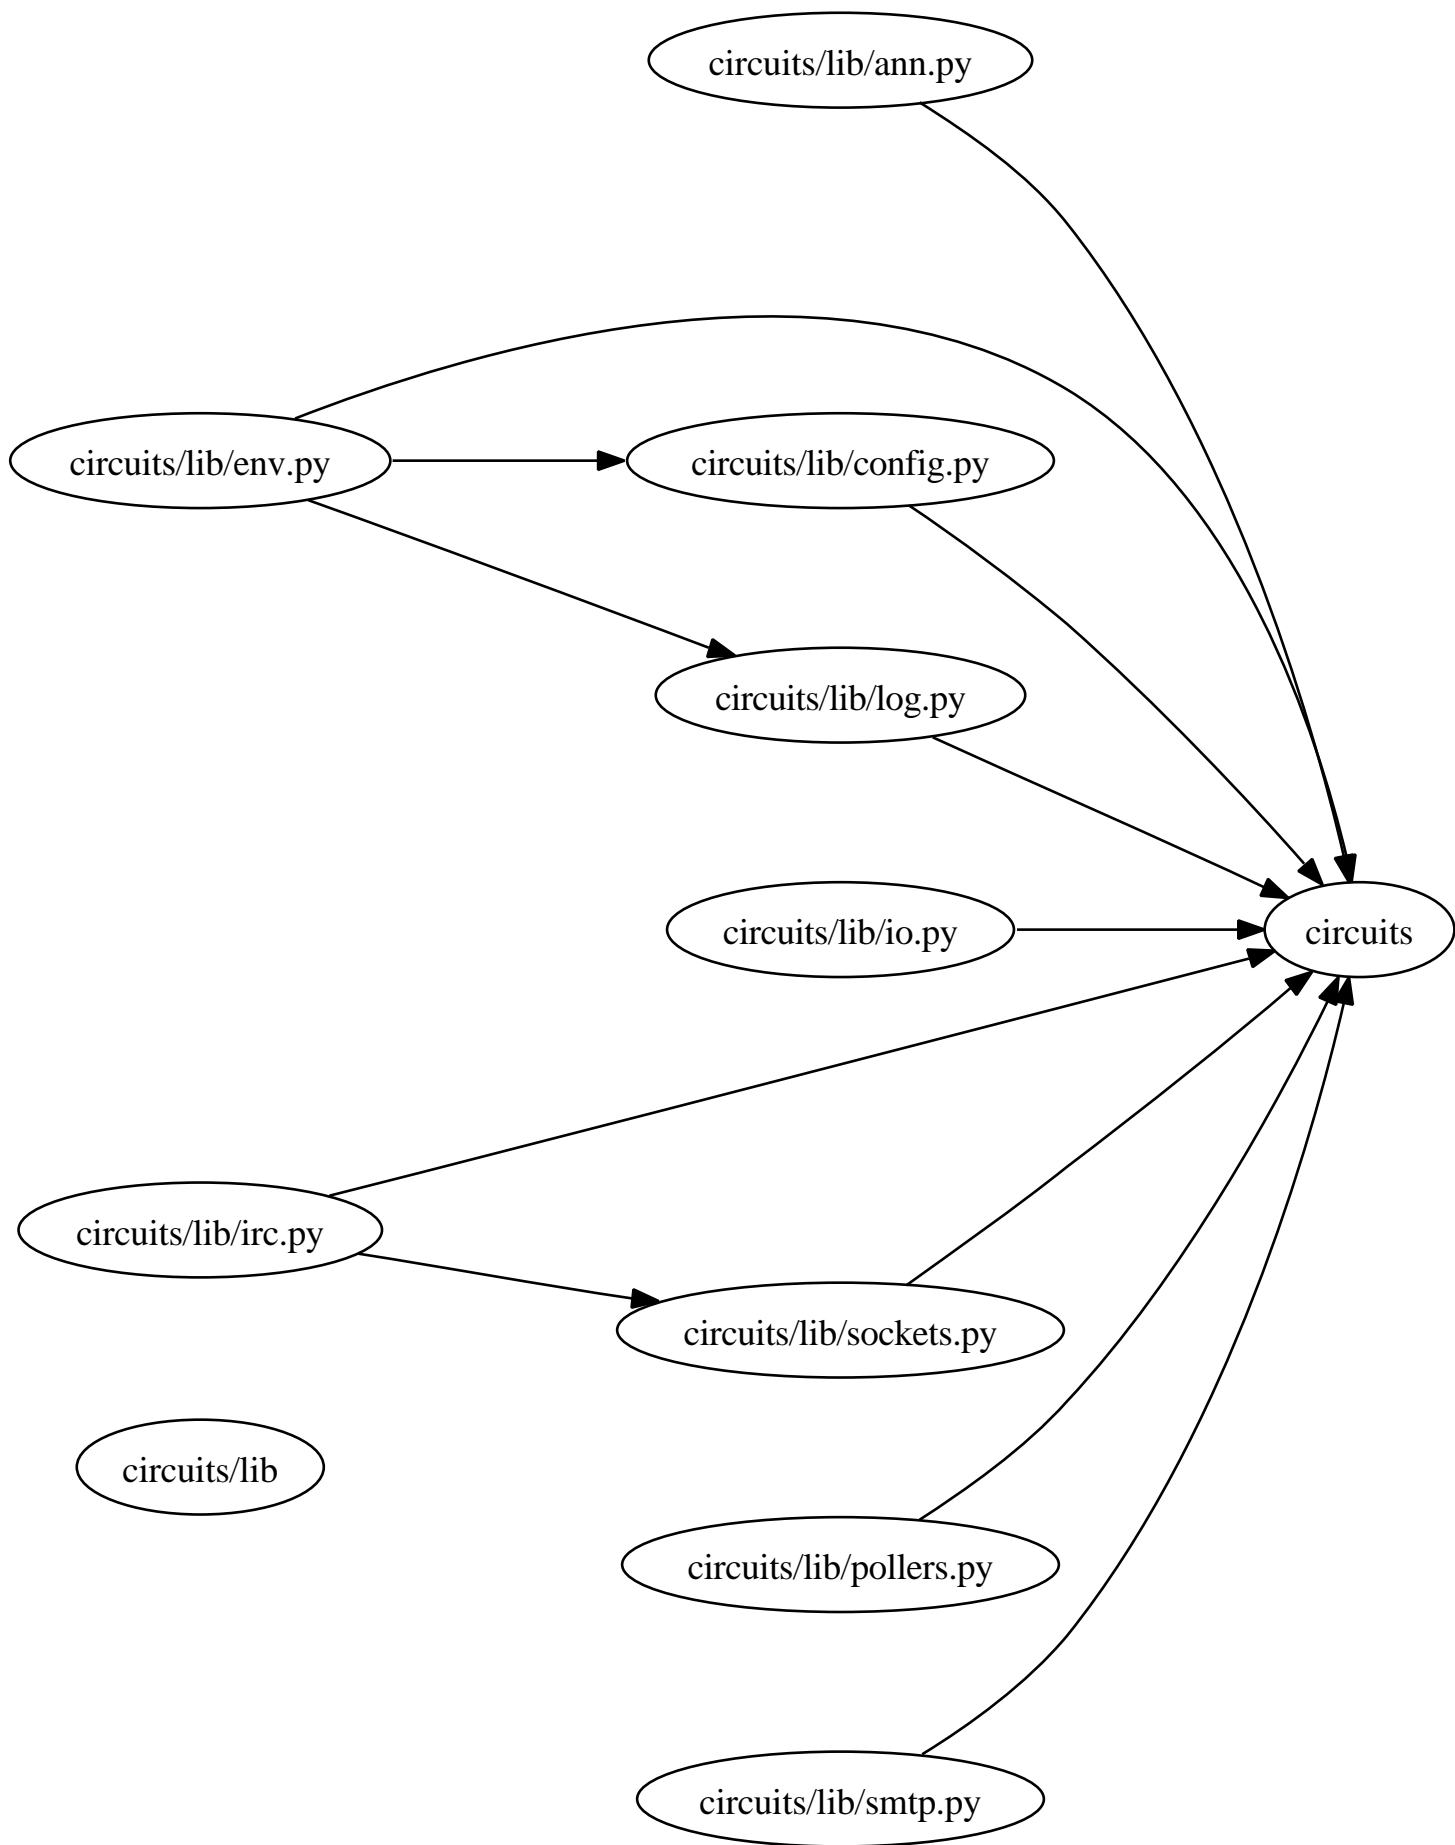 circuits/lib/ann.py
circuits/lib/env.py
circuits/lib/config.py
circuits/lib/log.py
circuits/lib/io.py
circuits
circuits/lib/irc.py
circuits/lib/sockets.py
circuits/lib
circuits/lib/pollers.py
circuits/lib/smtp.py